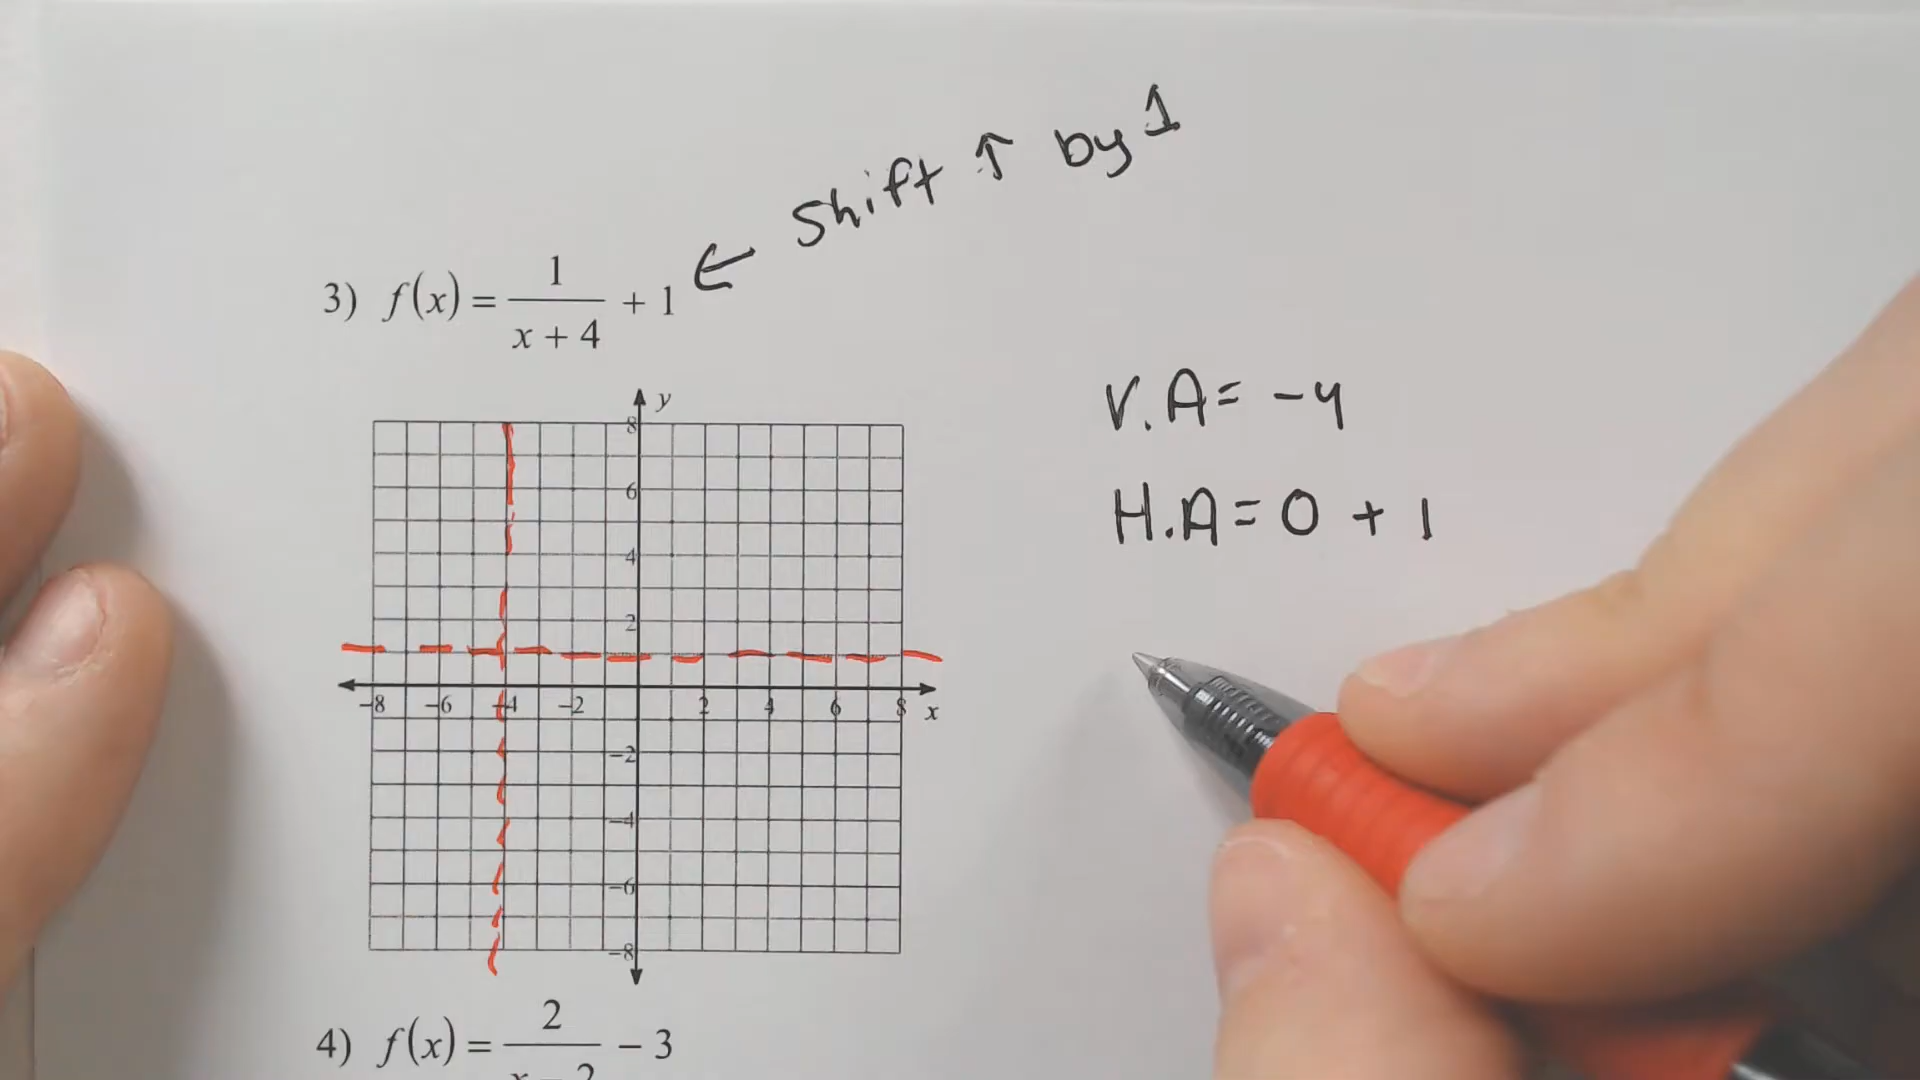 Shift ↑ by 1
3) f(x) = 1/(x + 4) + 1 ←
V.A = -4
H.A = 0 + 1
y
8
6
4
2
-8 -6 -4 -2 2 4 6 8 x
-2
-4
-6
-8
4) f(x) = 2/(x - 2) - 3